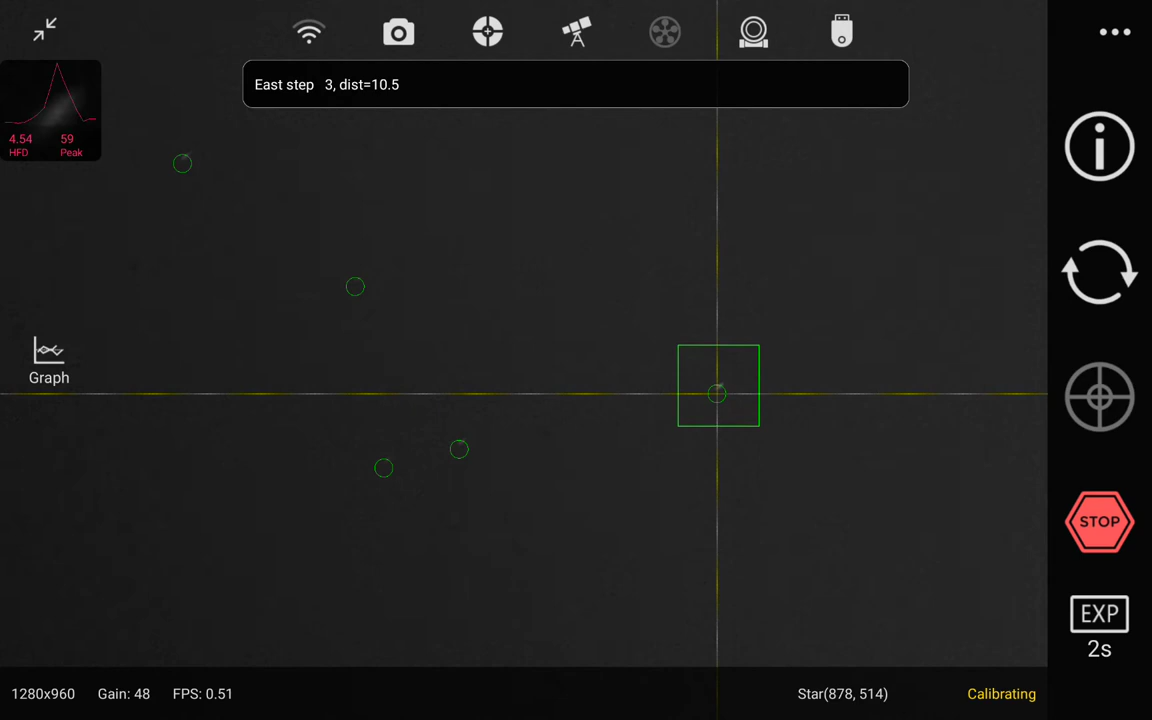 East step 3, dist=10.5
4.54 59
HFD Peak
Graph
STOP
EXP
2s
1280x960 Gain: 48 FPS: 0.51 Star(878, 514) Calibrating